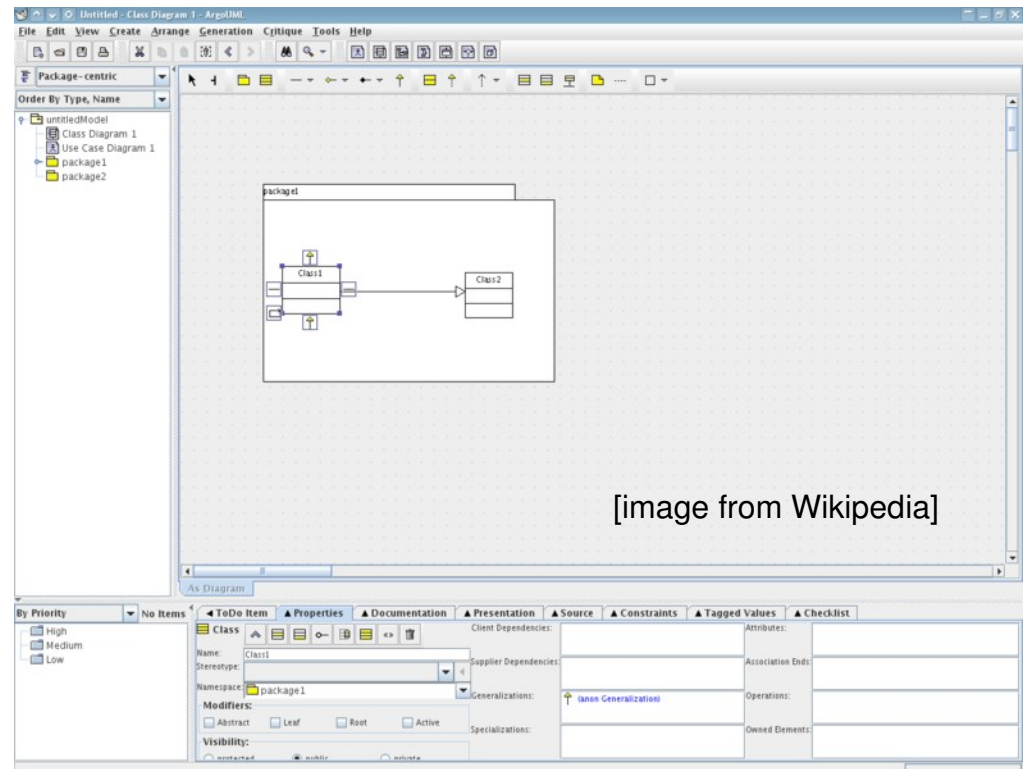 Untitled - Class Diagram 1 - ArgoUML
File Edit View Create Arrange Generation Critique Tools Help
Package-centric
Order By Type, Name
untitledModel
Class Diagram 1
Use Case Diagram 1
package1
package2
package1
Class1
Class2
[image from Wikipedia]
As Diagram
By Priority
No Items
High
Medium
Low
ToDo Item Properties Documentation Presentation Source Constraints Tagged Values Checklist
Class
Name: Class1
Stereotype:
Namespace: package1
Modifiers:
Abstract Leaf Root Active
Visibility:
protected public private
Client Dependencies:
Supplier Dependencies:
Generalizations: (anon Generalization)
Specializations:
Attributes:
Association Ends:
Operations:
Owned Elements: